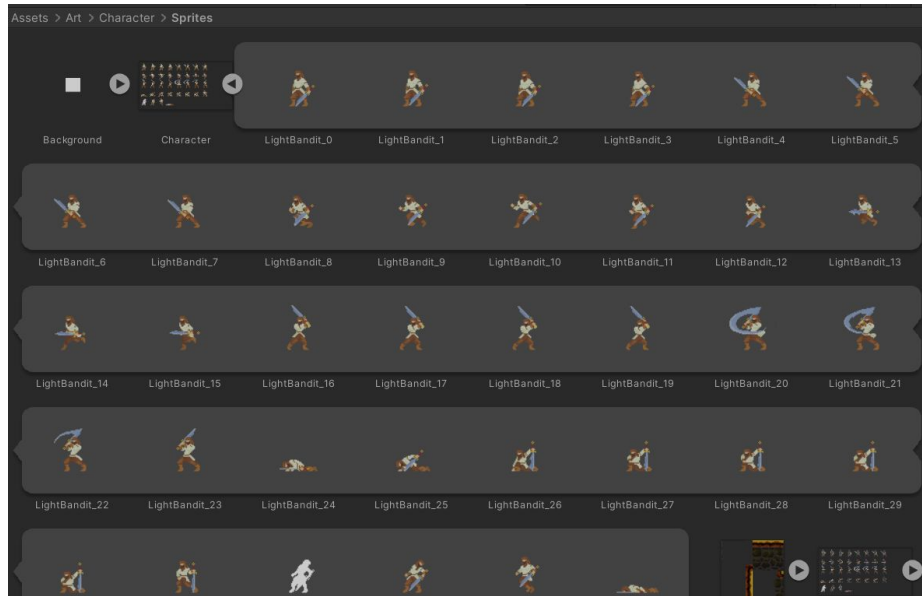 Assets > Art > Character > Sprites
Background Character LightBandit_0 LightBandit_1 LightBandit_2 LightBandit_3 LightBandit_4 LightBandit_5
LightBandit_6 LightBandit_7 LightBandit_8 LightBandit_9 LightBandit_10 LightBandit_11 LightBandit_12 LightBandit_13
LightBandit_14 LightBandit_15 LightBandit_16 LightBandit_17 LightBandit_18 LightBandit_19 LightBandit_20 LightBandit_21
LightBandit_22 LightBandit_23 LightBandit_24 LightBandit_25 LightBandit_26 LightBandit_27 LightBandit_28 LightBandit_29